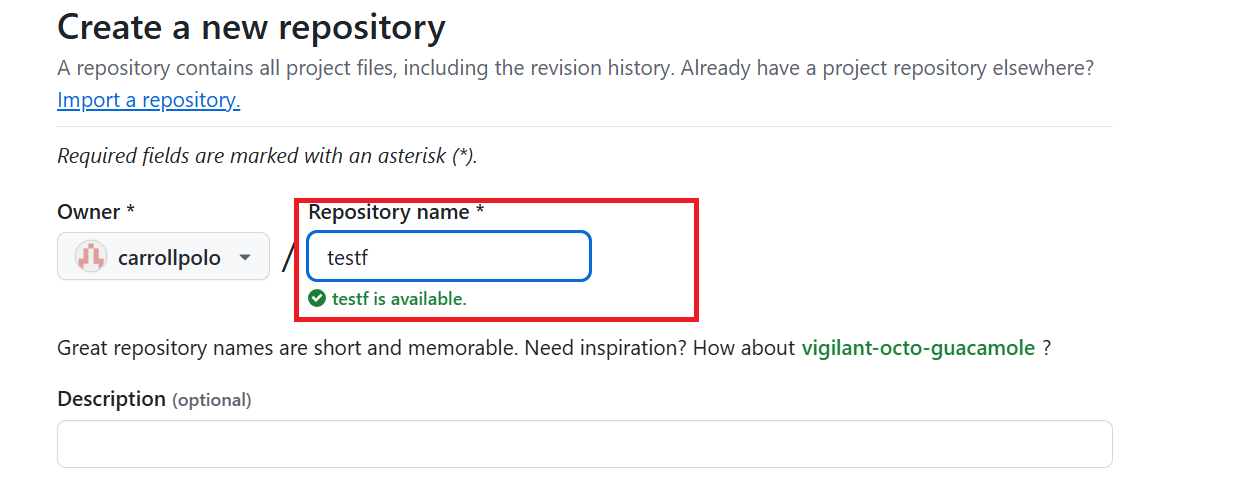 Create a new repository
A repository contains all project files, including the revision history. Already have a project repository elsewhere?
Import a repository.
Required fields are marked with an asterisk (*).
Owner *
Repository name *
carrollpolo
/
testf
testf is available.
Great repository names are short and memorable. Need inspiration? How about vigilant-octo-guacamole ?
Description (optional)